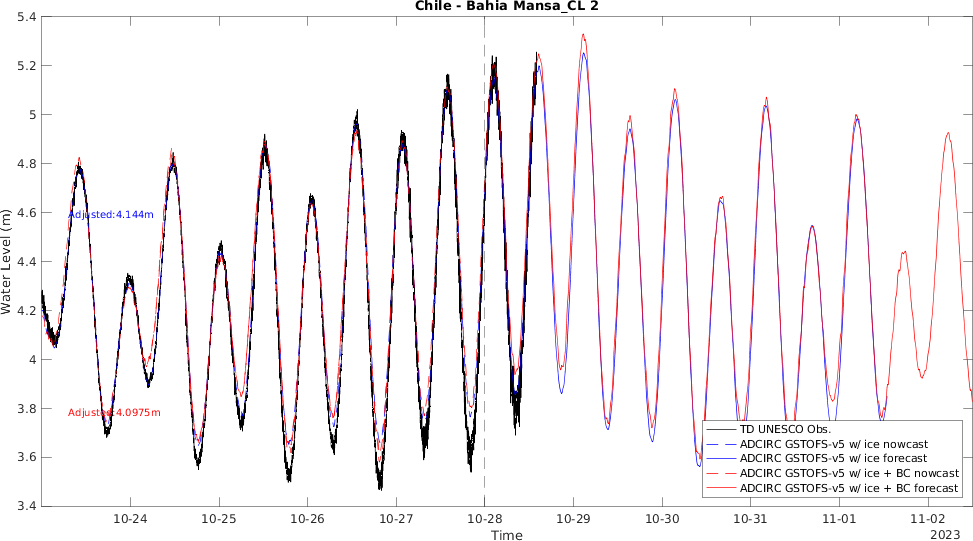 Chile - Bahia Mansa_CL 2
Water Level (m)
5.4
5.2
5
4.8
4.6
4.4
4.2
4
3.8
3.6
3.4
Adjusted:4.144m
Adjusted:4.0975m
TD UNESCO Obs.
ADCIRC GSTOFS-v5 w/ ice nowcast
ADCIRC GSTOFS-v5 w/ ice forecast
ADCIRC GSTOFS-v5 w/ ice + BC nowcast
ADCIRC GSTOFS-v5 w/ ice + BC forecast
10-24 10-25 10-26 10-27 10-28 10-29 10-30 10-31 11-01 11-02
Time
2023